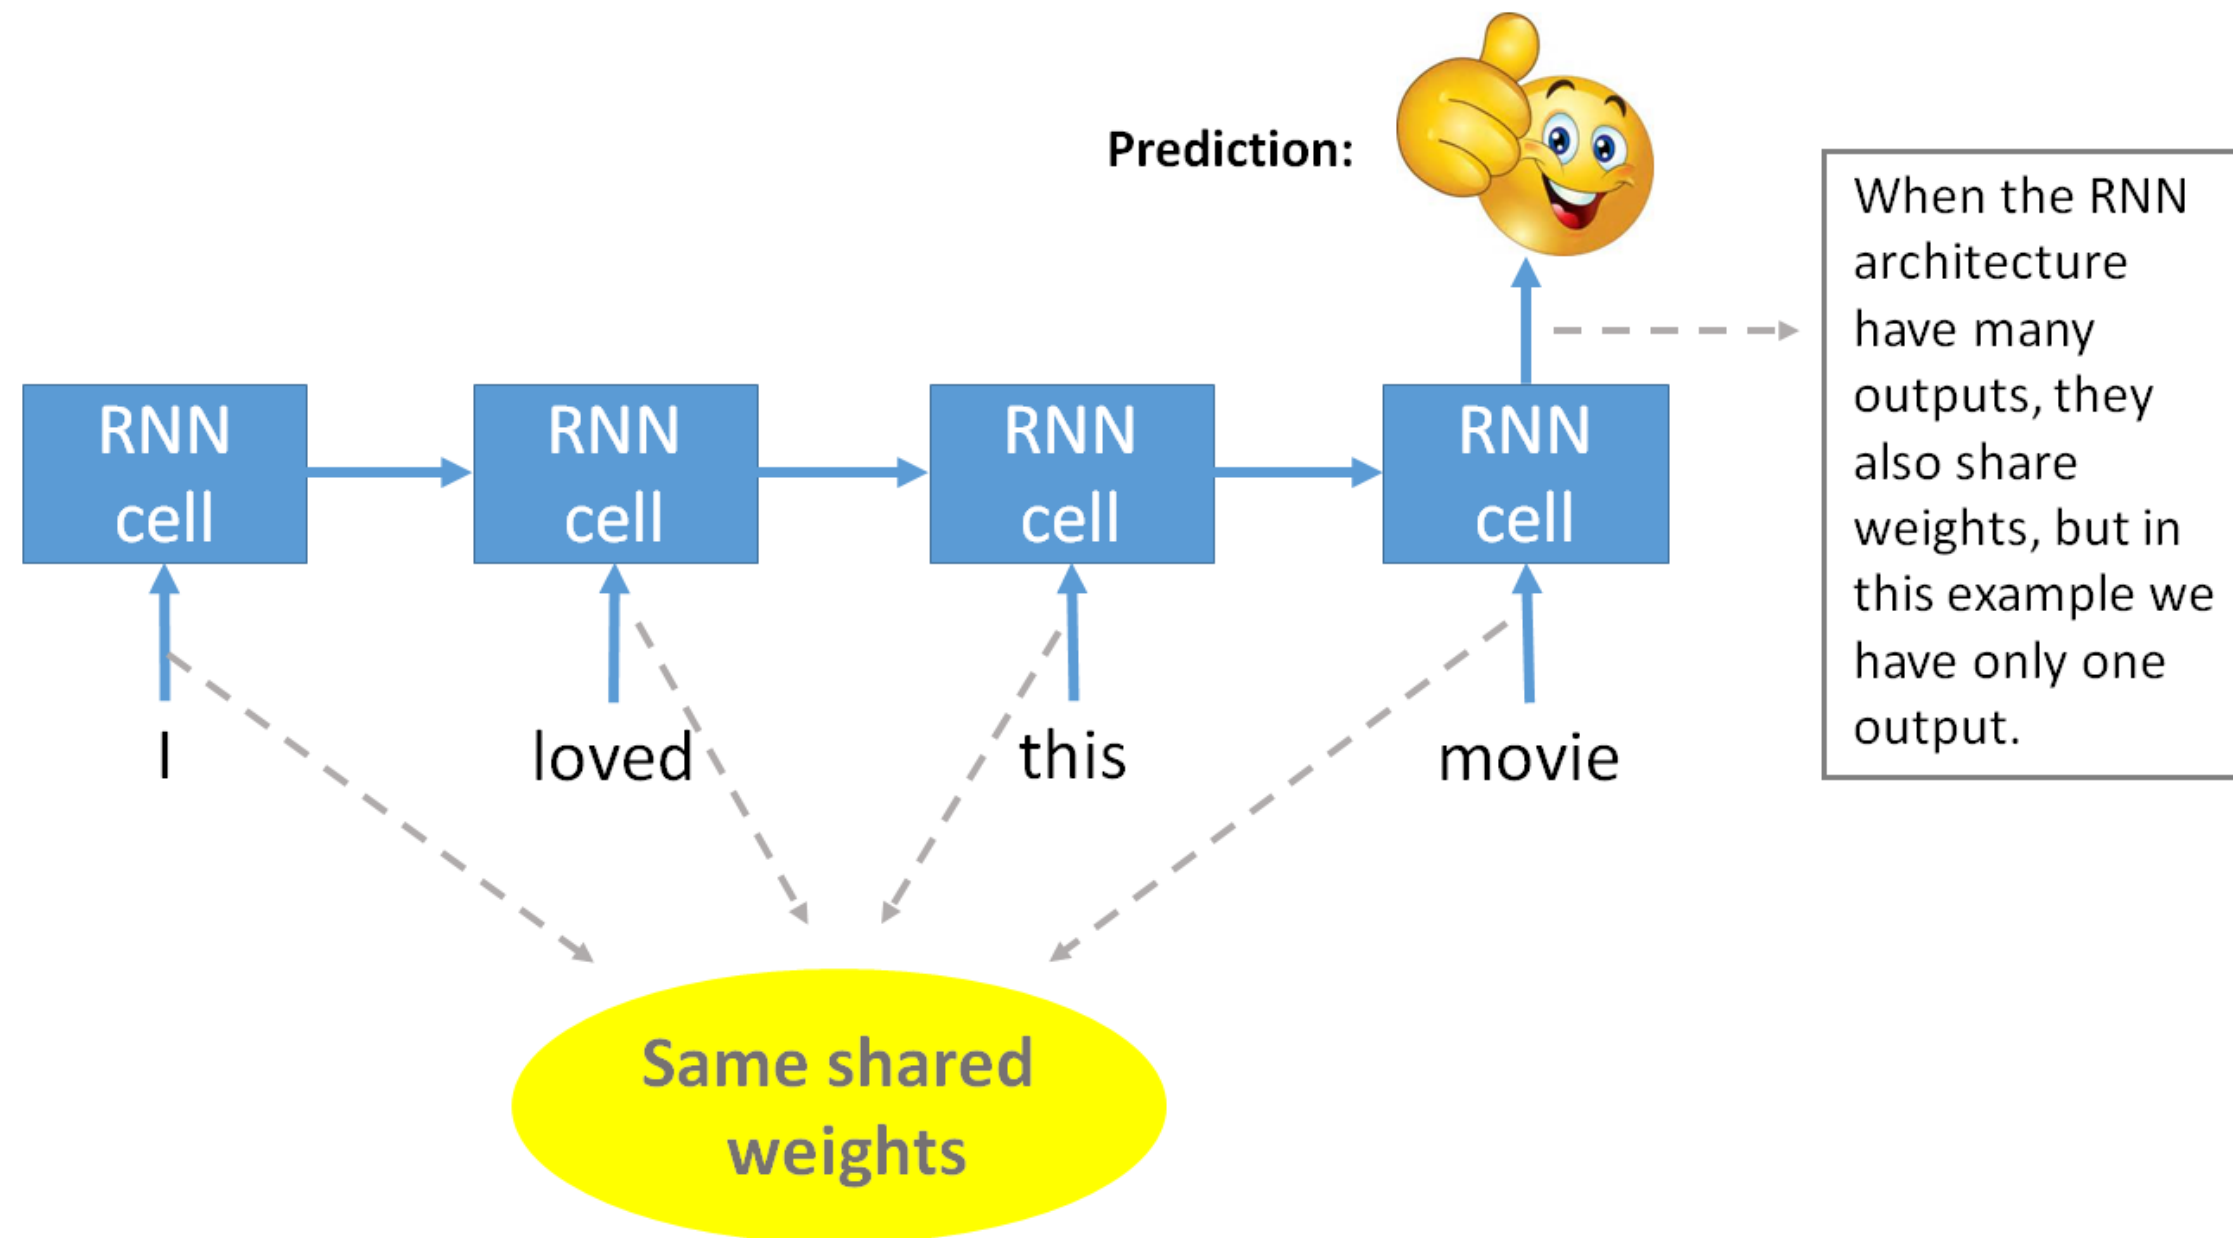 Prediction:
When the RNN
architecture
have many
outputs, they
also share
weights, but in
this example we
have only one
output.
RNN
cell
RNN
cell
RNN
cell
RNN
cell
I
loved
this
movie
Same shared
weights